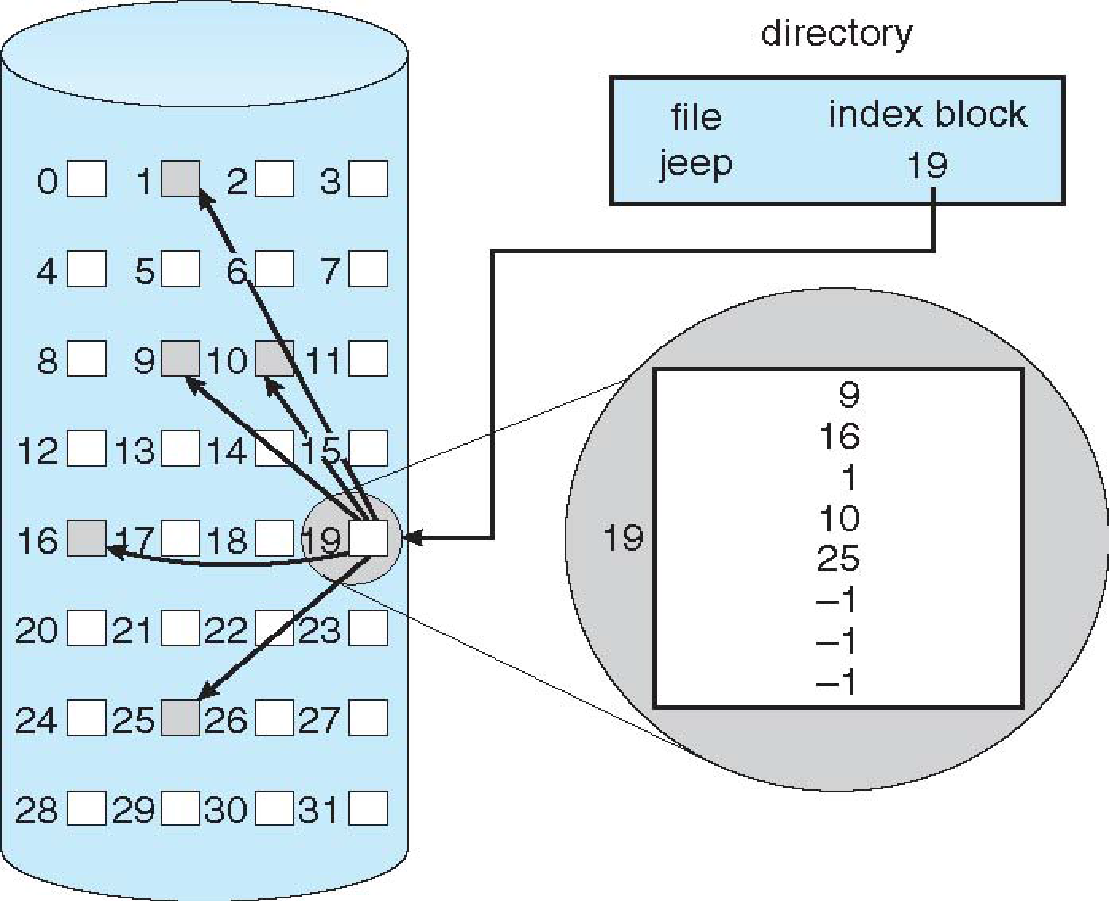 directory
file index block
jeep 19
0 1 2 3
4 5 6 7
8 9 10 11
12 13 14 15
16 17 18 19
20 21 22 23
24 25 26 27
28 29 30 31
19
9
16
1
10
25
–1
–1
–1